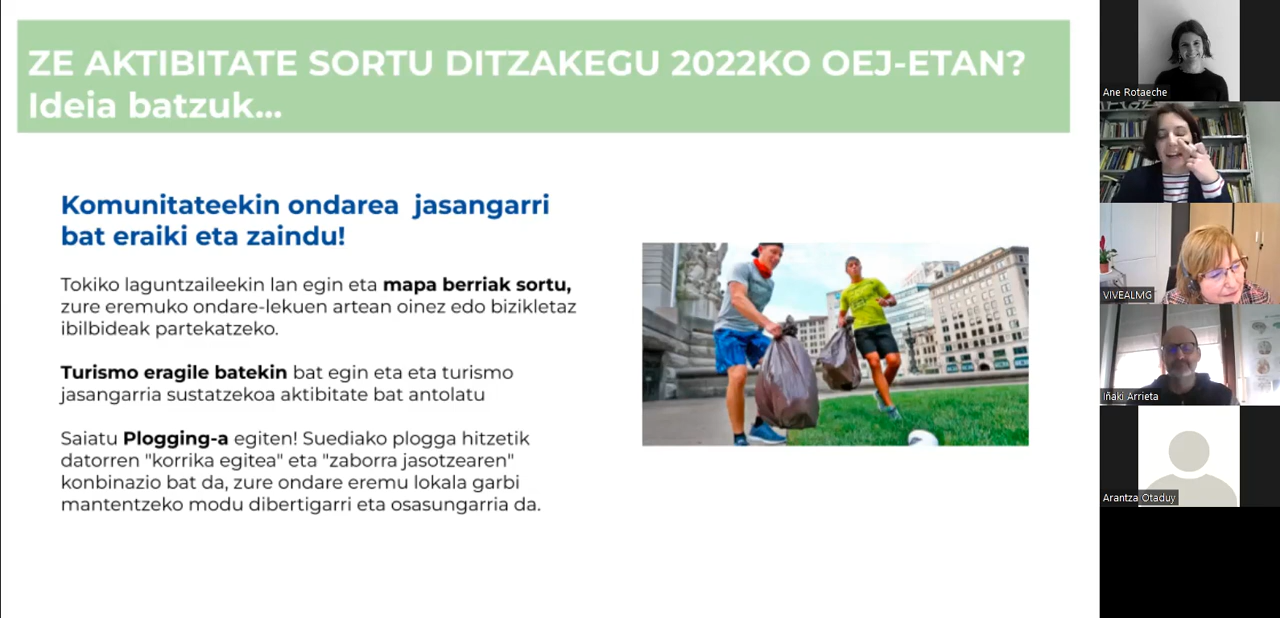 ZE AKTIBITATE SORTU DITZAKEGU 2022KO OEJ-ETAN?
Ideia batzuk...
Komunitateekin ondarea jasangarri
bat eraiki eta zaindu!
Tokiko laguntzaileekin lan egin eta mapa berriak sortu,
zure eremuko ondare-lekuen artean oinez edo bizikletaz
ibilbideak partekatzeko.
Turismo eragile batekin bat egin eta eta turismo
jasangarria sustatzekoa aktibitate bat antolatu
Saiatu Plogging-a egiten! Suediako plogga hitzetik
datorren "korrika egitea" eta "zaborra jasotzearen"
konbinazio bat da, zure ondare eremu lokala garbi
mantentzeko modu dibertigarri eta osasungarria da.
Ane Rotaeche
VIVEALMG
Iñaki Arrieta
Arantza Otaduy